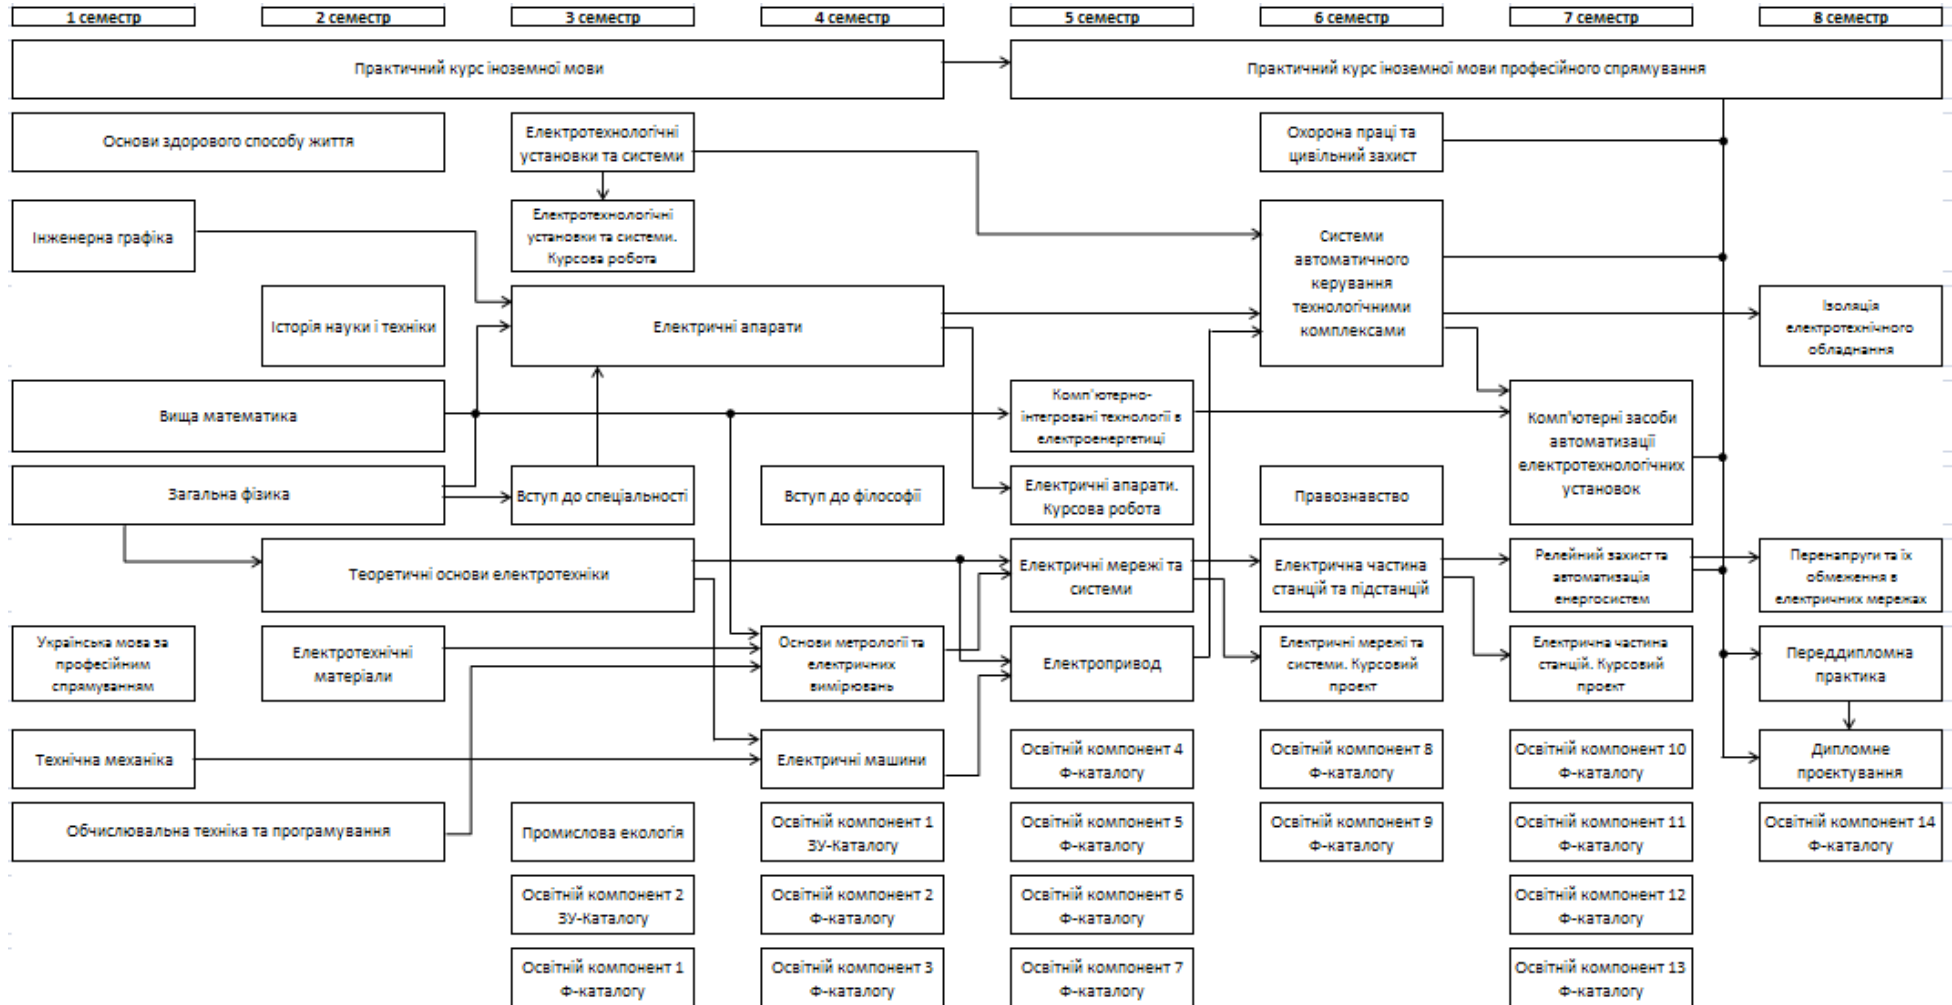 1 семестр
2 семестр
3 семестр
4 семестр
5 семестр
6 семестр
7 семестр
8 семестр
Практичний курс іноземної мови
Практичний курс іноземної мови професійного спрямування
Основи здорового способу життя
Електротехнологічні
установки та системи
Охорона праці та
цивільний захист
Інженерна графіка
Електротехнологічні
установки та системи.
Курсова робота
Системи
автоматичного
керування
технологічними
комплексами
Історія науки і техніки
Електричні апарати
Ізоляція
електротехнічного
обладнання
Вища математика
Комп'ютерно-
інтегровані технології в
електроенергетиці
Комп'ютерні засоби
автоматизації
електротехнологічних
установок
Загальна фізика
Вступ до спеціальності
Вступ до філософії
Електричні апарати.
Курсова робота
Правознавство
Теоретичні основи електротехніки
Електричні мережі та
системи
Електрична частина
станцій та підстанцій
Релейний захист та
автоматизація
енергосистем
Перенапруги та їх
обмеження в
електричних мережах
Українська мова за
професійним
спрямуванням
Електротехнічні
матеріали
Основи метрології та
електричних
вимірювань
Електропривод
Електричні мережі та
системи. Курсовий
проєкт
Електрична частина
станцій. Курсовий
проєкт
Переддипломна
практика
Технічна механіка
Електричні машини
Освітній компонент 4
Ф-каталогу
Освітній компонент 8
Ф-каталогу
Освітній компонент 10
Ф-каталогу
Дипломне
проєктування
Обчислювальна техніка та програмування
Промислова екологія
Освітній компонент 1
ЗУ-Каталогу
Освітній компонент 5
Ф-каталогу
Освітній компонент 9
Ф-каталогу
Освітній компонент 11
Ф-каталогу
Освітній компонент 14
Ф-каталогу
Освітній компонент 2
ЗУ-Каталогу
Освітній компонент 2
Ф-каталогу
Освітній компонент 6
Ф-каталогу
Освітній компонент 12
Ф-каталогу
Освітній компонент 1
Ф-каталогу
Освітній компонент 3
Ф-каталогу
Освітній компонент 7
Ф-каталогу
Освітній компонент 13
Ф-каталогу